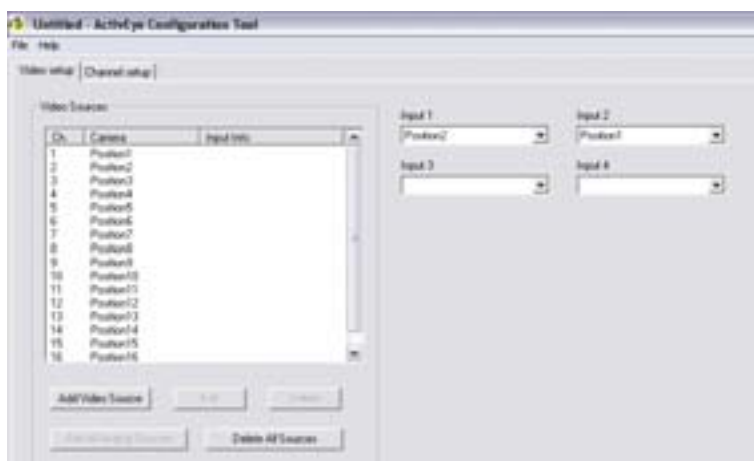 Untitled - ActivEye Configuration Tool
File Help
Video setup Channel setup
Video Sources
Ch. Camera Input Info
1 Position1
2 Position2
3 Position3
4 Position4
5 Position5
6 Position6
7 Position7
8 Position8
9 Position9
10 Position10
11 Position11
12 Position12
13 Position13
14 Position14
15 Position15
16 Position16
Add Video Source Edit Delete
Delete All Sources
Input 1 Input 2
Position2 Position1
Input 3 Input 4